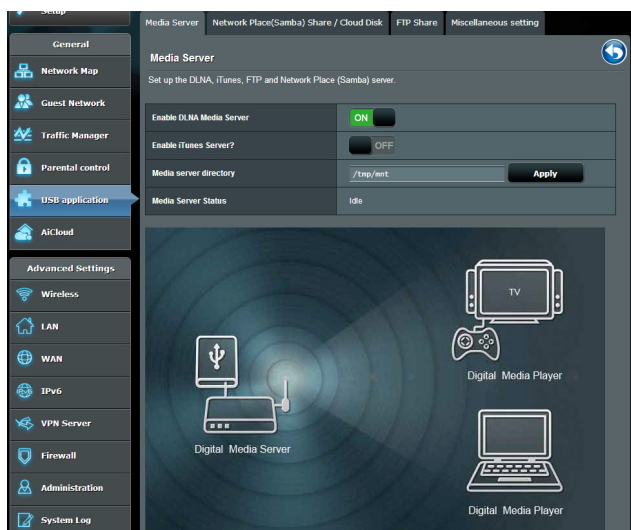 Setup
General
Network Map
Guest Network
Traffic Manager
Parental control
USB application
AiCloud
Advanced Settings
Wireless
LAN
WAN
IPv6
VPN Server
Firewall
Administration
System Log
Media Server Network Place(Samba) Share / Cloud Disk FTP Share Miscellaneous setting
Media Server
Set up the DLNA, iTunes, FTP and Network Place (Samba) server.
Enable DLNA Media Server ON
Enable iTunes Server? OFF
Media server directory /tmp/mnt Apply
Media Server Status Idle
TV
Digital Media Player
Digital Media Server
Digital Media Player